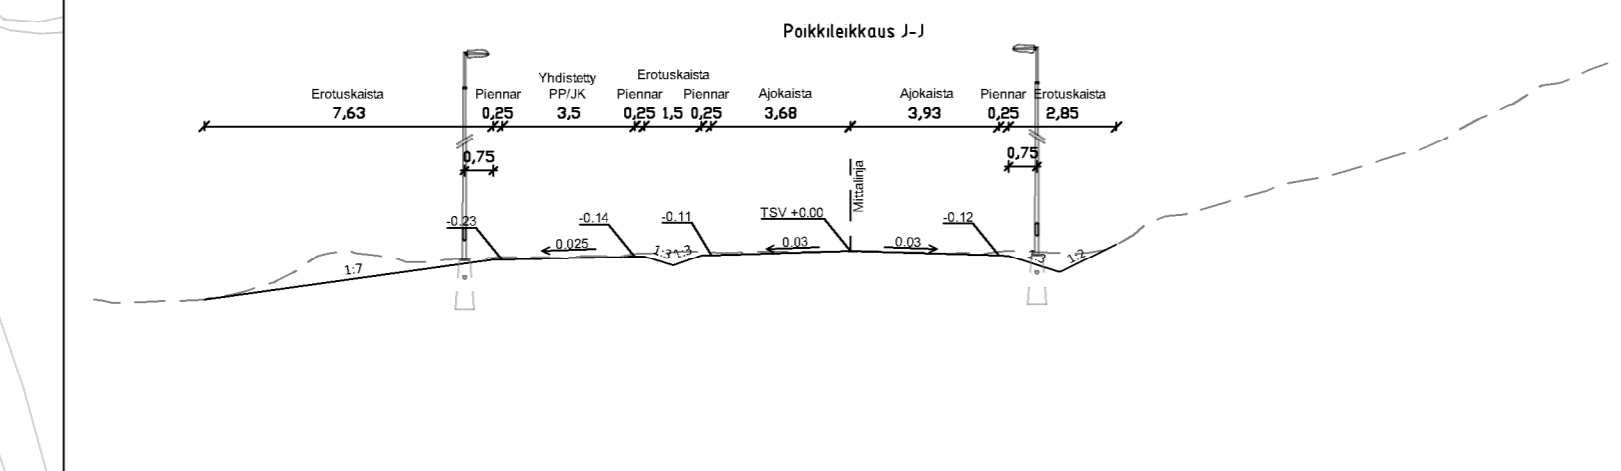 Poikkileikkaus J-J
Yhdistetty
Erotuskaista
Erotuskaista
Piennar
PP/JK
Piennar
Piennar
Ajokaista
Ajokaista
Piennar
Erotuskaista
7,63
0,25
3,5
0,25
1,5
0,25
3,68
3,93
0,25
2,85
0,75
0,75
Mittalinja
-0.23
-0.14
-0.11
TSV +0.00
-0.12
0.025
0.03
0.03
1:7
1:3
1:3
1:3
1:2